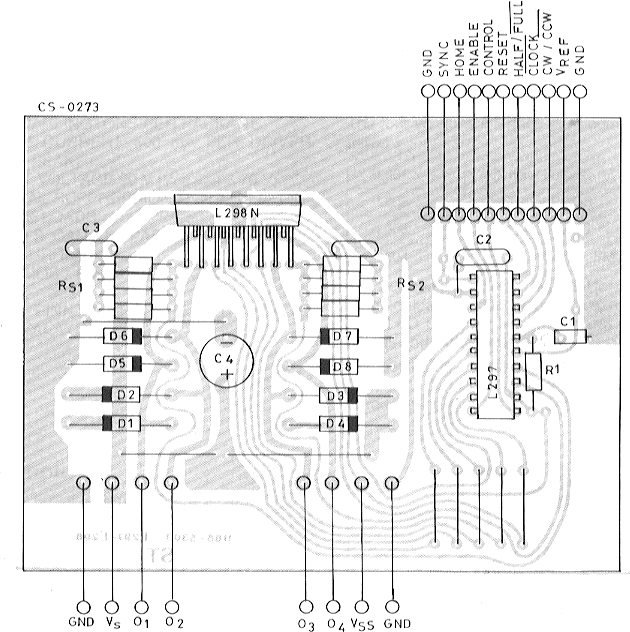 GND
SYNC
HOME
ENABLE
CONTROL
RESET
HALF/FULL
CLOCK
CW / CCW
VREF
GND
CS-0273
L298N
C3
C2
RS1
RS2
C1
D6
D7
C4
D5
D8
R1
L297
D2
D3
D1
D4
GND
Vs
O1
O2
O3
O4
VSS
GND